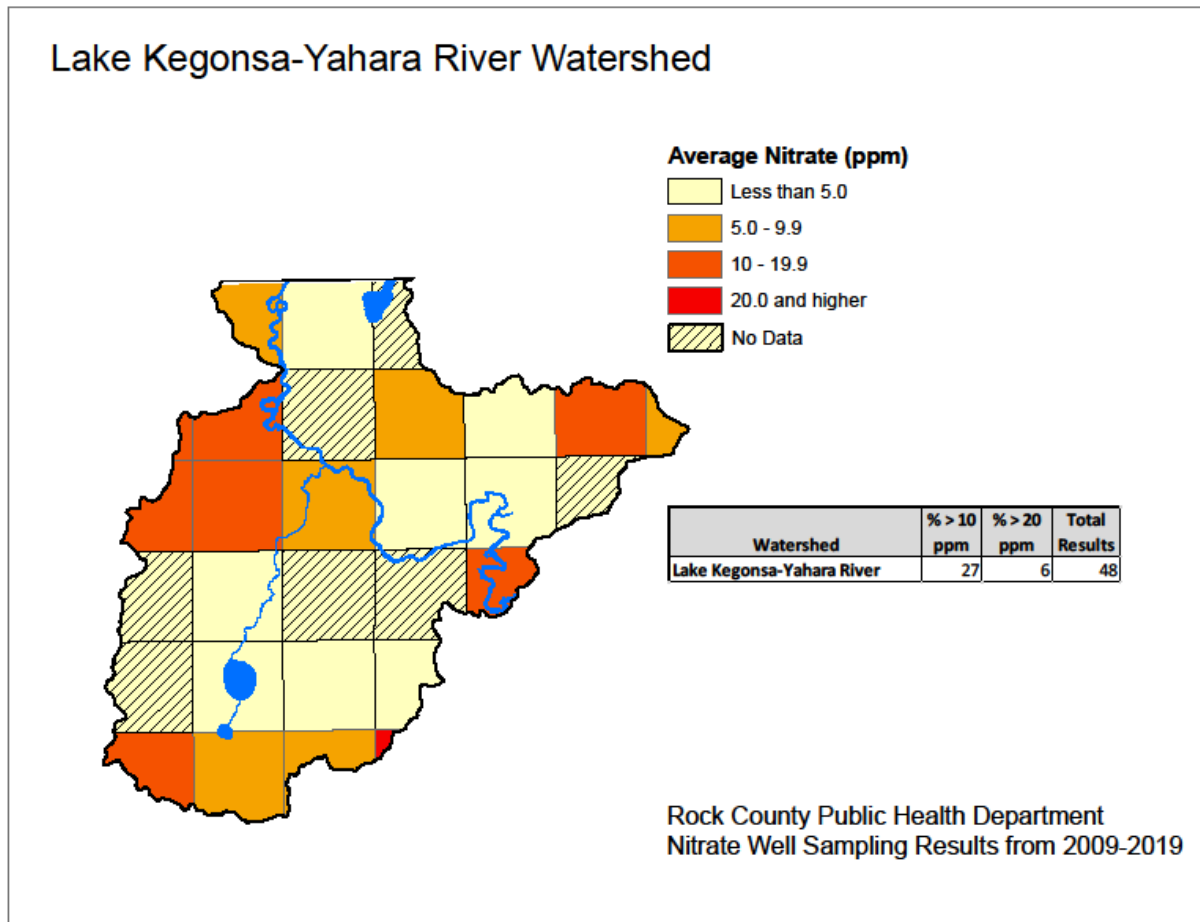 Lake Kegonsa-Yahara River Watershed
Average Nitrate (ppm)
Less than 5.0
5.0 - 9.9
10 - 19.9
20.0 and higher
No Data
Watershed % > 10 ppm % > 20 ppm Total Results
Lake Kegonsa-Yahara River 27 6 48
Rock County Public Health Department
Nitrate Well Sampling Results from 2009-2019